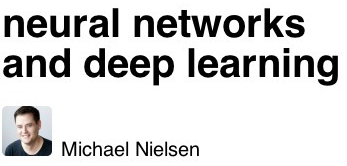 neural networks
and deep learning
Michael Nielsen